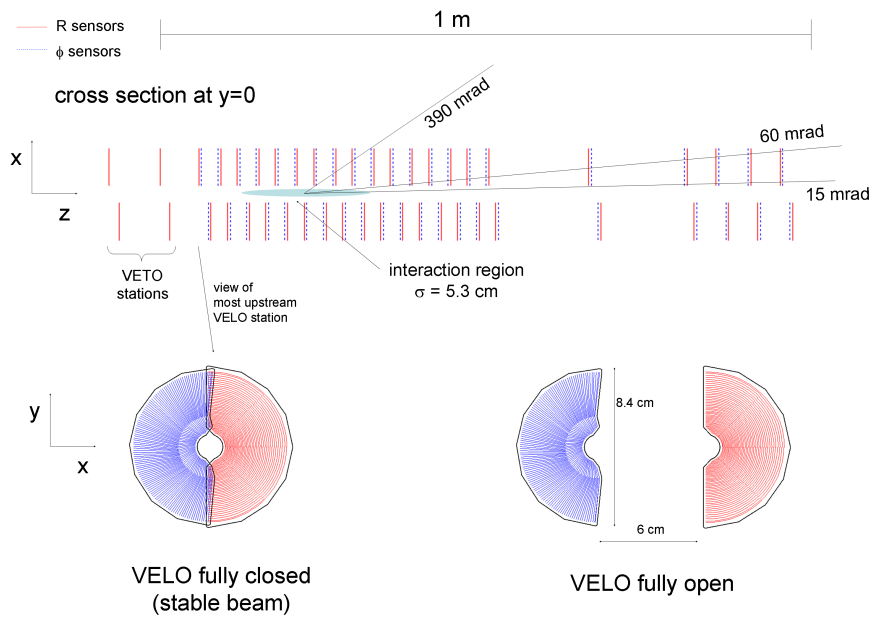 R sensors
ϕ sensors
1 m
cross section at y=0
390 mrad
60 mrad
15 mrad
x
z
VETO
stations
view of
most upstream
VELO station
interaction region
σ = 5.3 cm
y
x
8.4 cm
6 cm
VELO fully closed
(stable beam)
VELO fully open